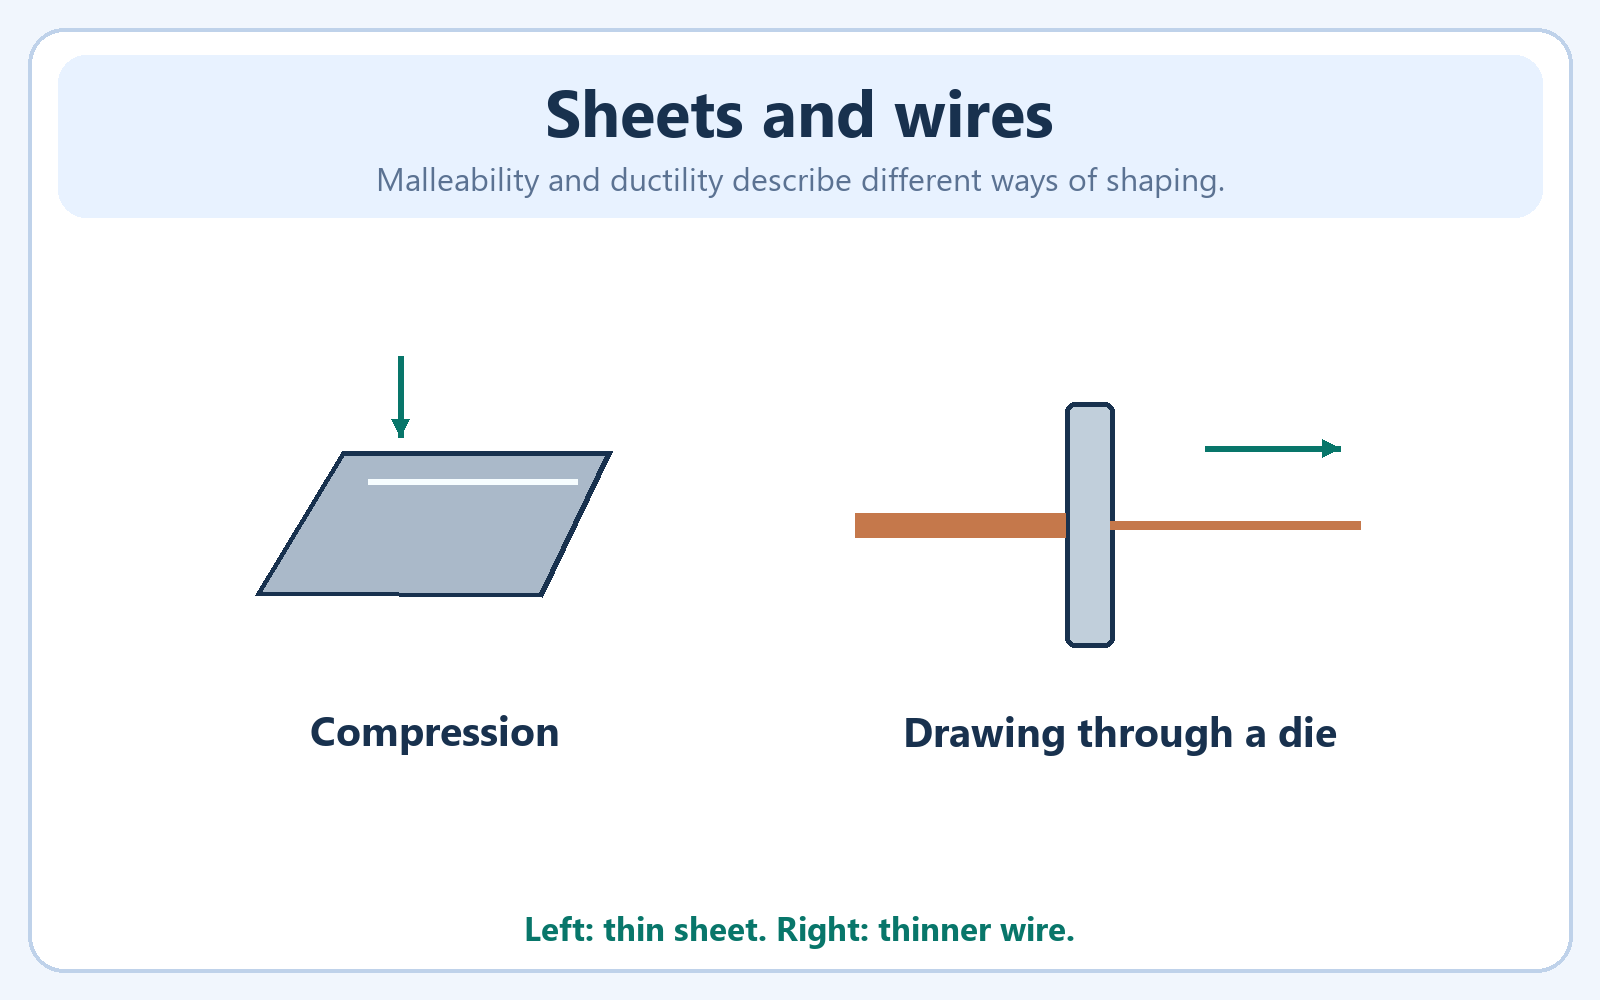 Sheets and wires
Malleability and ductility describe different ways of shaping.
Compression
Drawing through a die
Left: thin sheet. Right: thinner wire.